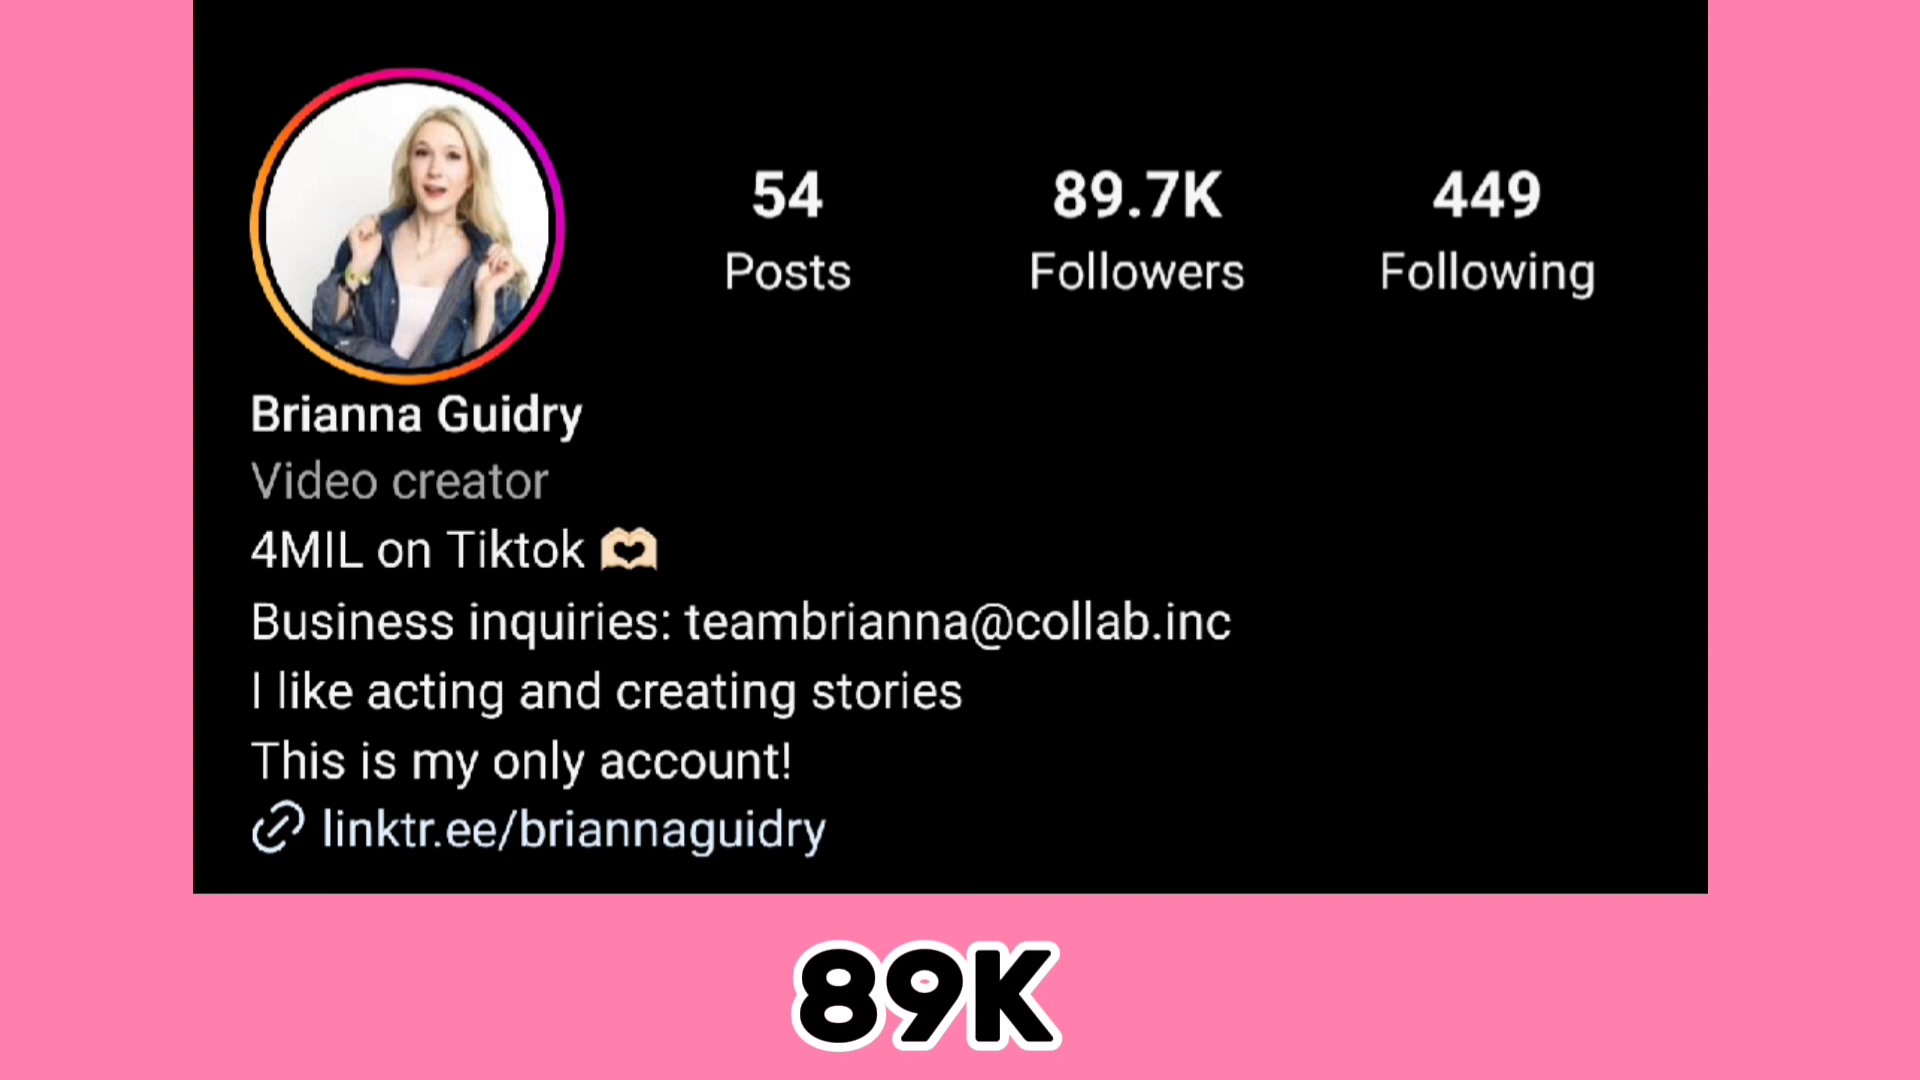 54 89.7K 449
Posts Followers Following
Brianna Guidry
Video creator
4MIL on Tiktok 🫶🏻
Business inquiries: teambrianna@collab.inc
I like acting and creating stories
This is my only account!
linktr.ee/briannaguidry
89K